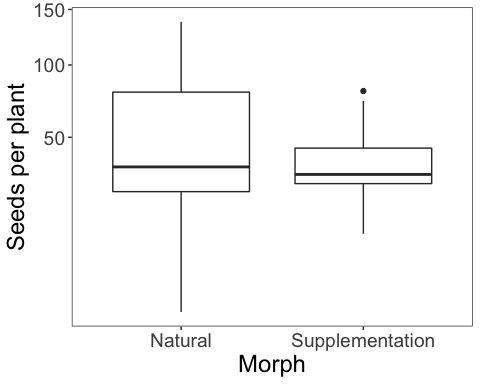 150
100
50
Seeds per plant
Natural
Supplementation
Morph